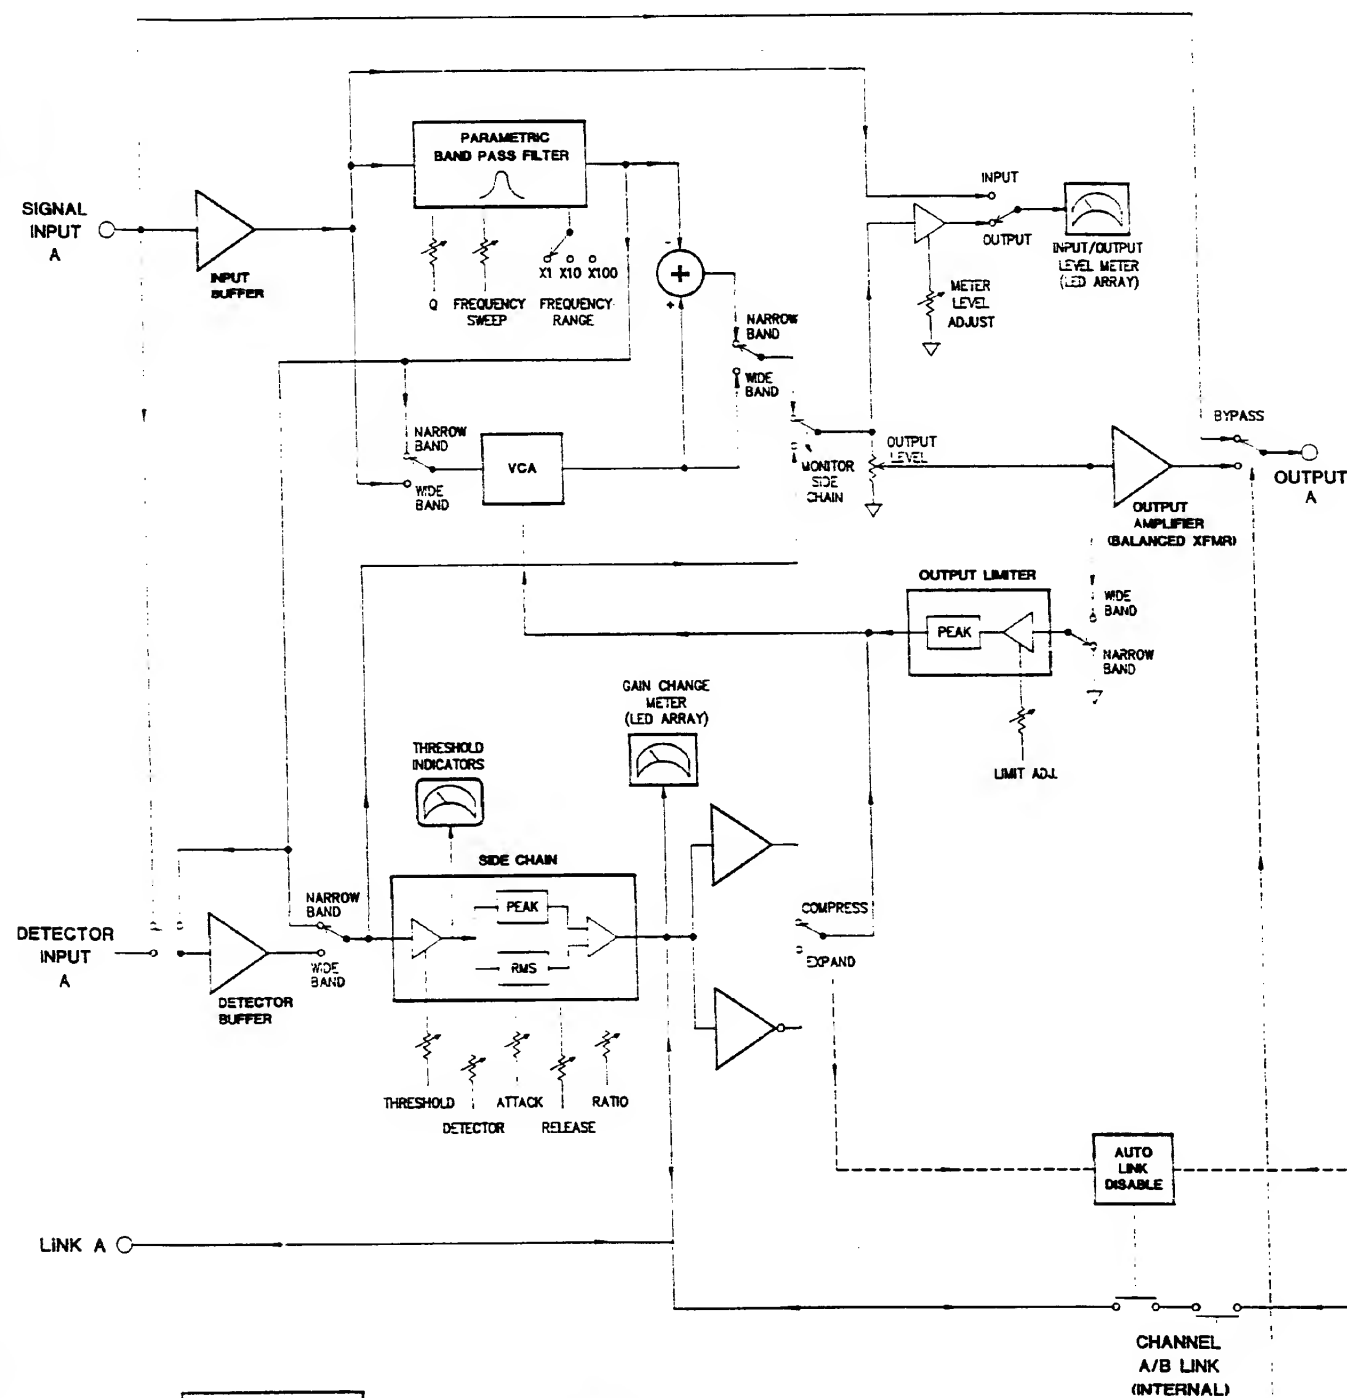 PARAMETRIC
BAND PASS FILTER
SIGNAL
INPUT
A
INPUT
BUFFER
X1 X10 X100
Q
FREQUENCY
SWEEP
FREQUENCY
RANGE
-
+
+
INPUT
OUTPUT
INPUT/OUTPUT
LEVEL METER
(LED ARRAY)
METER
LEVEL
ADJUST
NARROW
BAND
WIDE
BAND
NARROW
BAND
WIDE
BAND
VCA
MONITOR
SIDE
CHAIN
OUTPUT
LEVEL
BYPASS
OUTPUT
A
OUTPUT
AMPLIFIER
(BALANCED XFMR)
OUTPUT LIMITER
PEAK
WIDE
BAND
NARROW
BAND
LIMIT ADJ.
GAIN CHANGE
METER
(LED ARRAY)
THRESHOLD
INDICATORS
SIDE CHAIN
PEAK
RMS
NARROW
BAND
WIDE
BAND
DETECTOR
INPUT
A
DETECTOR
BUFFER
COMPRESS
EXPAND
THRESHOLD
DETECTOR
ATTACK
RELEASE
RATIO
AUTO
LINK
DISABLE
LINK A
CHANNEL
A/B LINK
(INTERNAL)